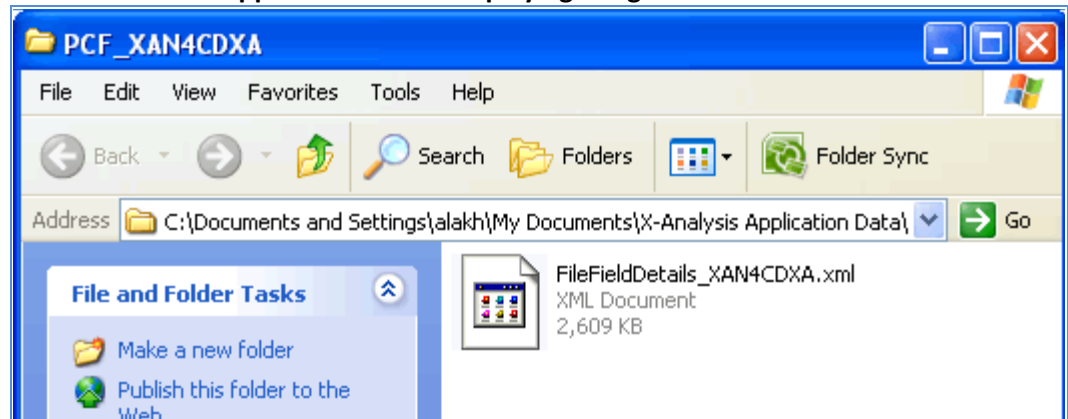 PCF_XAN4CDXA
File Edit View Favorites Tools Help
Back Search Folders Folder Sync
Address C:\Documents and Settings\alakh\My Documents\X-Analysis Application Data\ Go
File and Folder Tasks
Make a new folder
Publish this folder to the
Web
FileFieldDetails_XAN4CDXA.xml
XML Document
2,609 KB